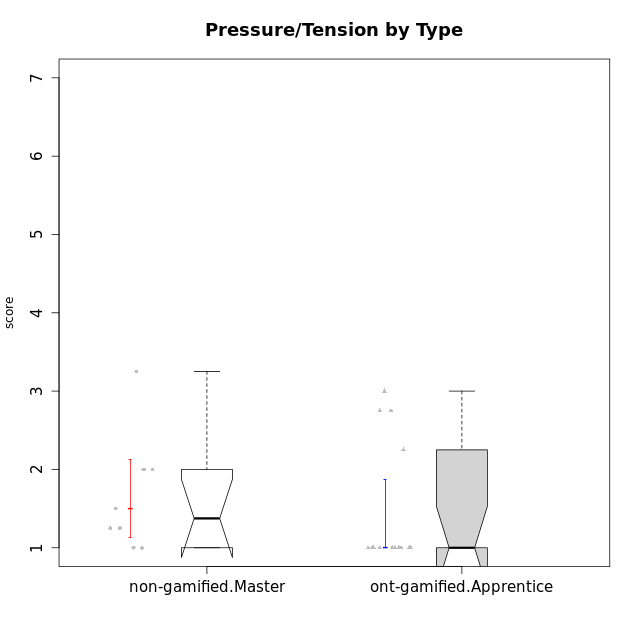 Pressure/Tension by Type
7
6
5
4
3
2
1
score
non-gamified.Master
ont-gamified.Apprentice